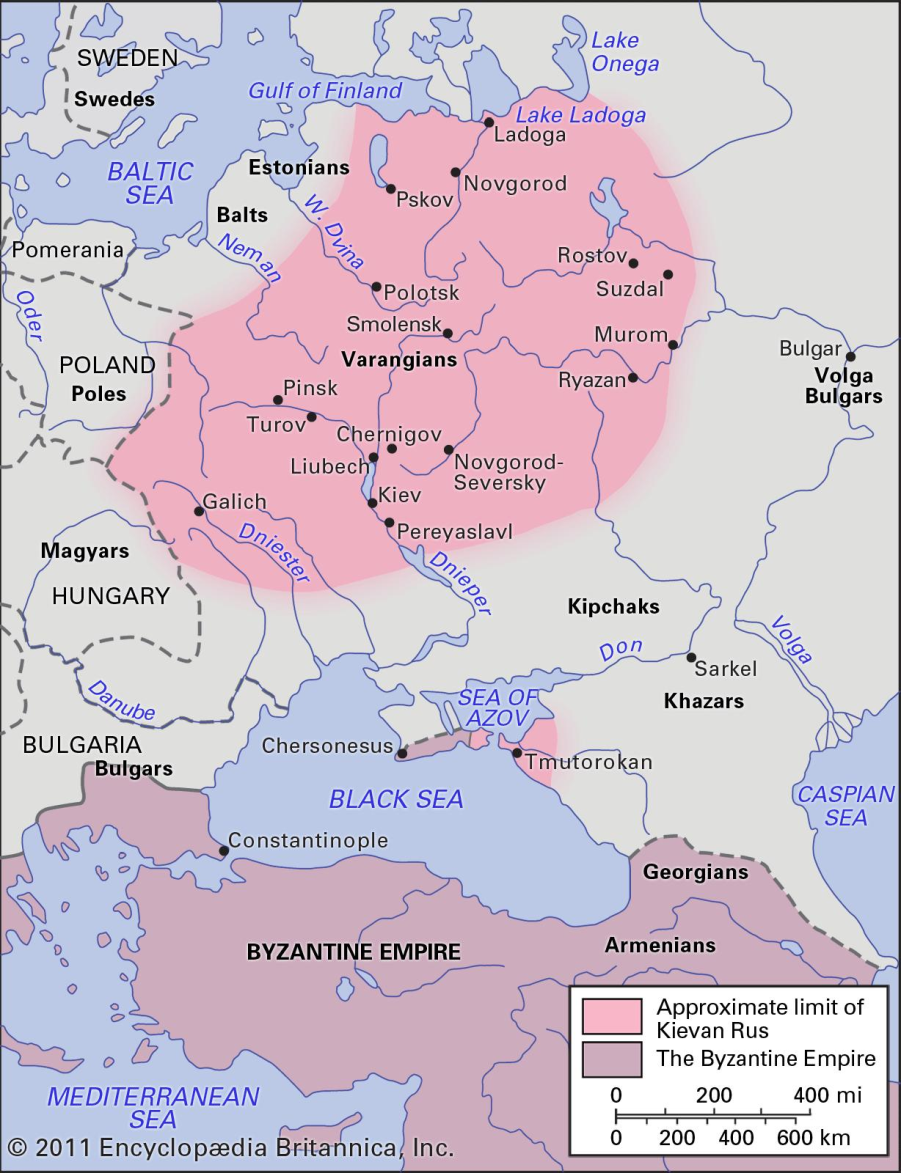 SWEDEN
Swedes
Lake
Onega
Gulf of Finland
Lake Ladoga
Ladoga
BALTIC
SEA
Estonians
Novgorod
Pskov
Balts
W. Dvina
Neman
Pomerania
Rostov
Suzdal
Oder
Polotsk
Smolensk
Murom
Bulgar
Volga
Bulgars
POLAND
Poles
Varangians
Ryazan
Pinsk
Turov
Chernigov
Liubech
Novgorod-
Seversky
Kiev
Galich
Pereyaslavl
Dniester
Dnieper
Magyars
HUNGARY
Kipchaks
Don
Volga
Sarkel
Khazars
Danube
SEA OF
AZOV
BULGARIA
Bulgars
Chersonesus
Tmutorokan
BLACK SEA
CASPIAN
SEA
Constantinople
Georgians
BYZANTINE EMPIRE
Armenians
Approximate limit of
Kievan Rus
The Byzantine Empire
0 200 400 mi
0 200 400 600 km
MEDITERRANEAN
SEA
© 2011 Encyclopædia Britannica, Inc.